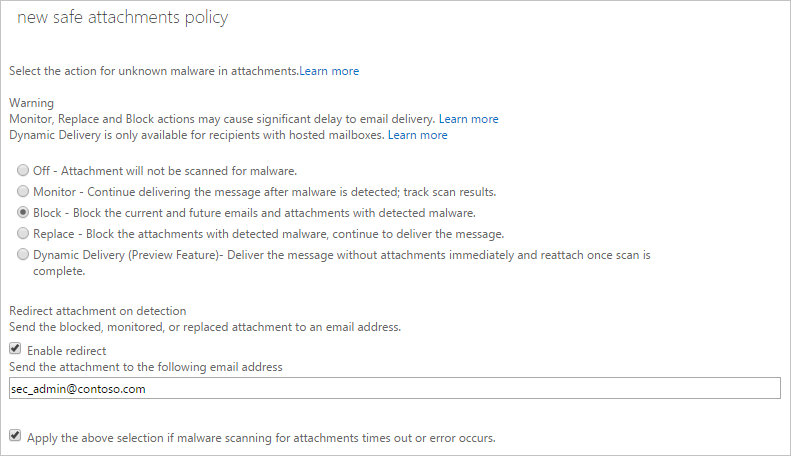 new safe attachments policy
Select the action for unknown malware in attachments.Learn more
Warning
Monitor, Replace and Block actions may cause significant delay to email delivery. Learn more
Dynamic Delivery is only available for recipients with hosted mailboxes. Learn more
Off - Attachment will not be scanned for malware.
Monitor - Continue delivering the message after malware is detected; track scan results.
Block - Block the current and future emails and attachments with detected malware.
Replace - Block the attachments with detected malware, continue to deliver the message.
Dynamic Delivery (Preview Feature)- Deliver the message without attachments immediately and reattach once scan is
complete.
Redirect attachment on detection
Send the blocked, monitored, or replaced attachment to an email address.
Enable redirect
Send the attachment to the following email address
sec_admin@contoso.com
Apply the above selection if malware scanning for attachments times out or error occurs.